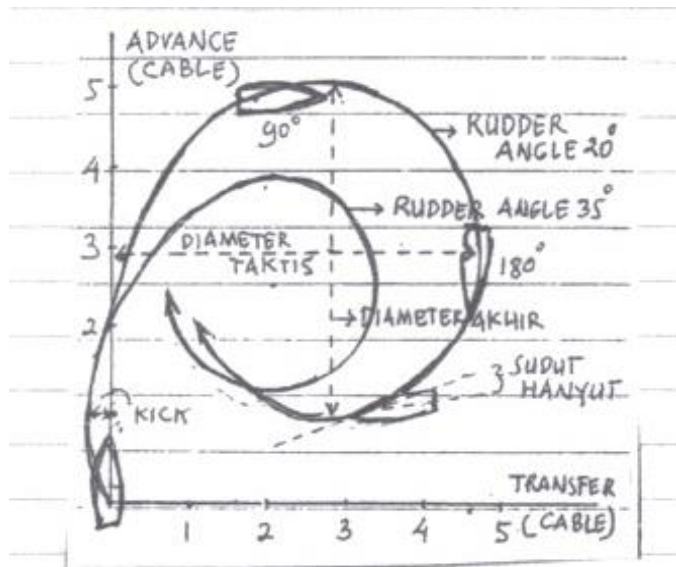 ADVANCE
(CABLE)
5
90°
RUDDER
ANGLE 20°
4
RUDDER ANGLE 35°
3
DIAMETER
TAKTIS
180°
2
DIAMETER AKHIR
SUDUT
HANYUT
KICK
TRANSFER
(CABLE)
1 2 3 4 5